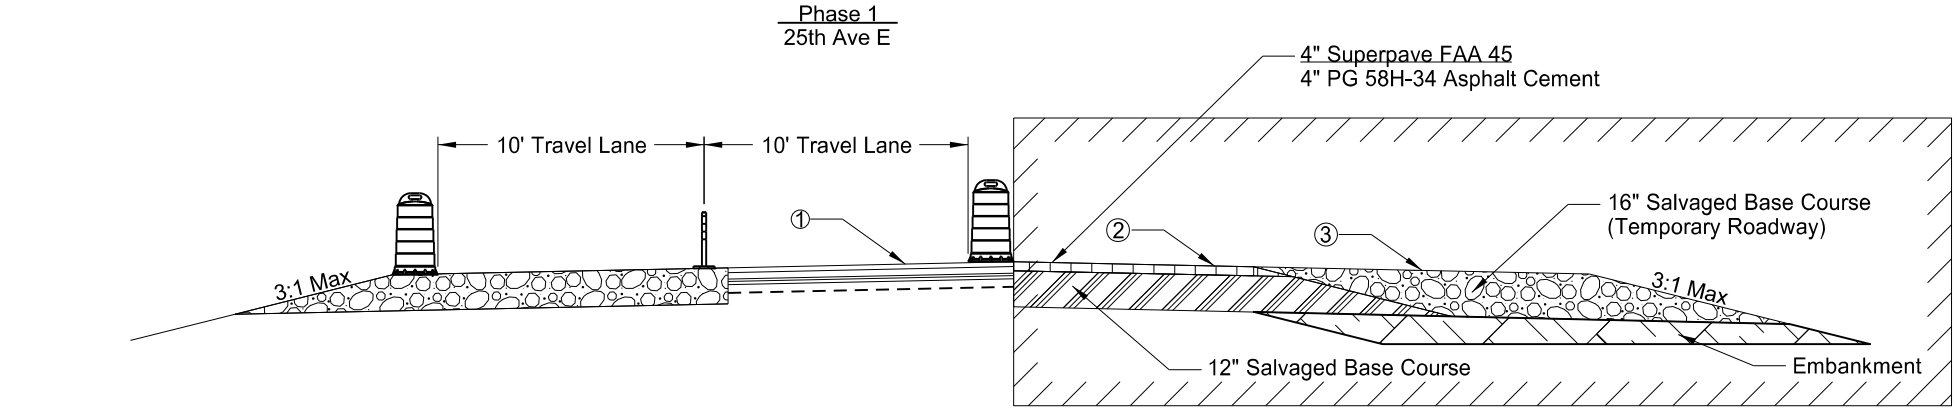 Phase 1
25th Ave E
4" Superpave FAA 45
4" PG 58H-34 Asphalt Cement
10' Travel Lane
10' Travel Lane
16" Salvaged Base Course
(Temporary Roadway)
1
2
3
3:1 Max
3:1 Max
12" Salvaged Base Course
Embankment